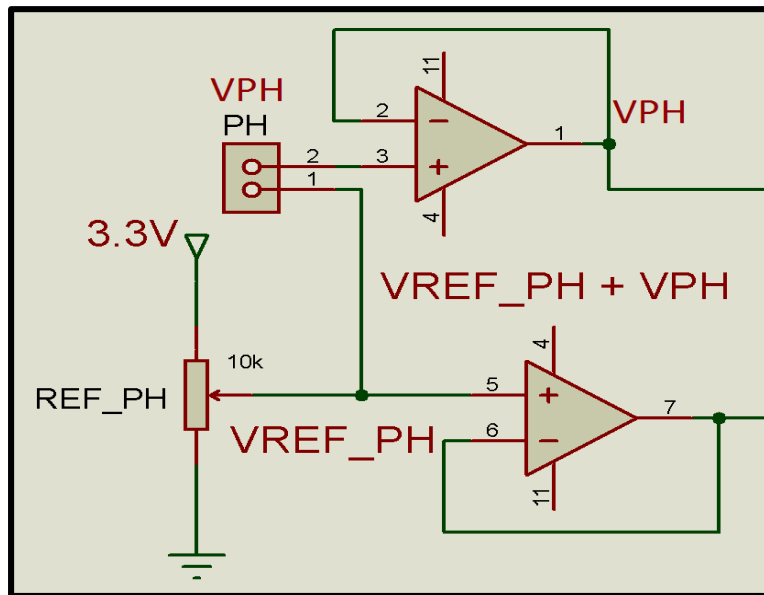 11
VPH
PH
2
1
VPH
2
3
1
4
3.3V
VREF_PH + VPH
10k
4
REF_PH
5
7
VREF_PH
6
11